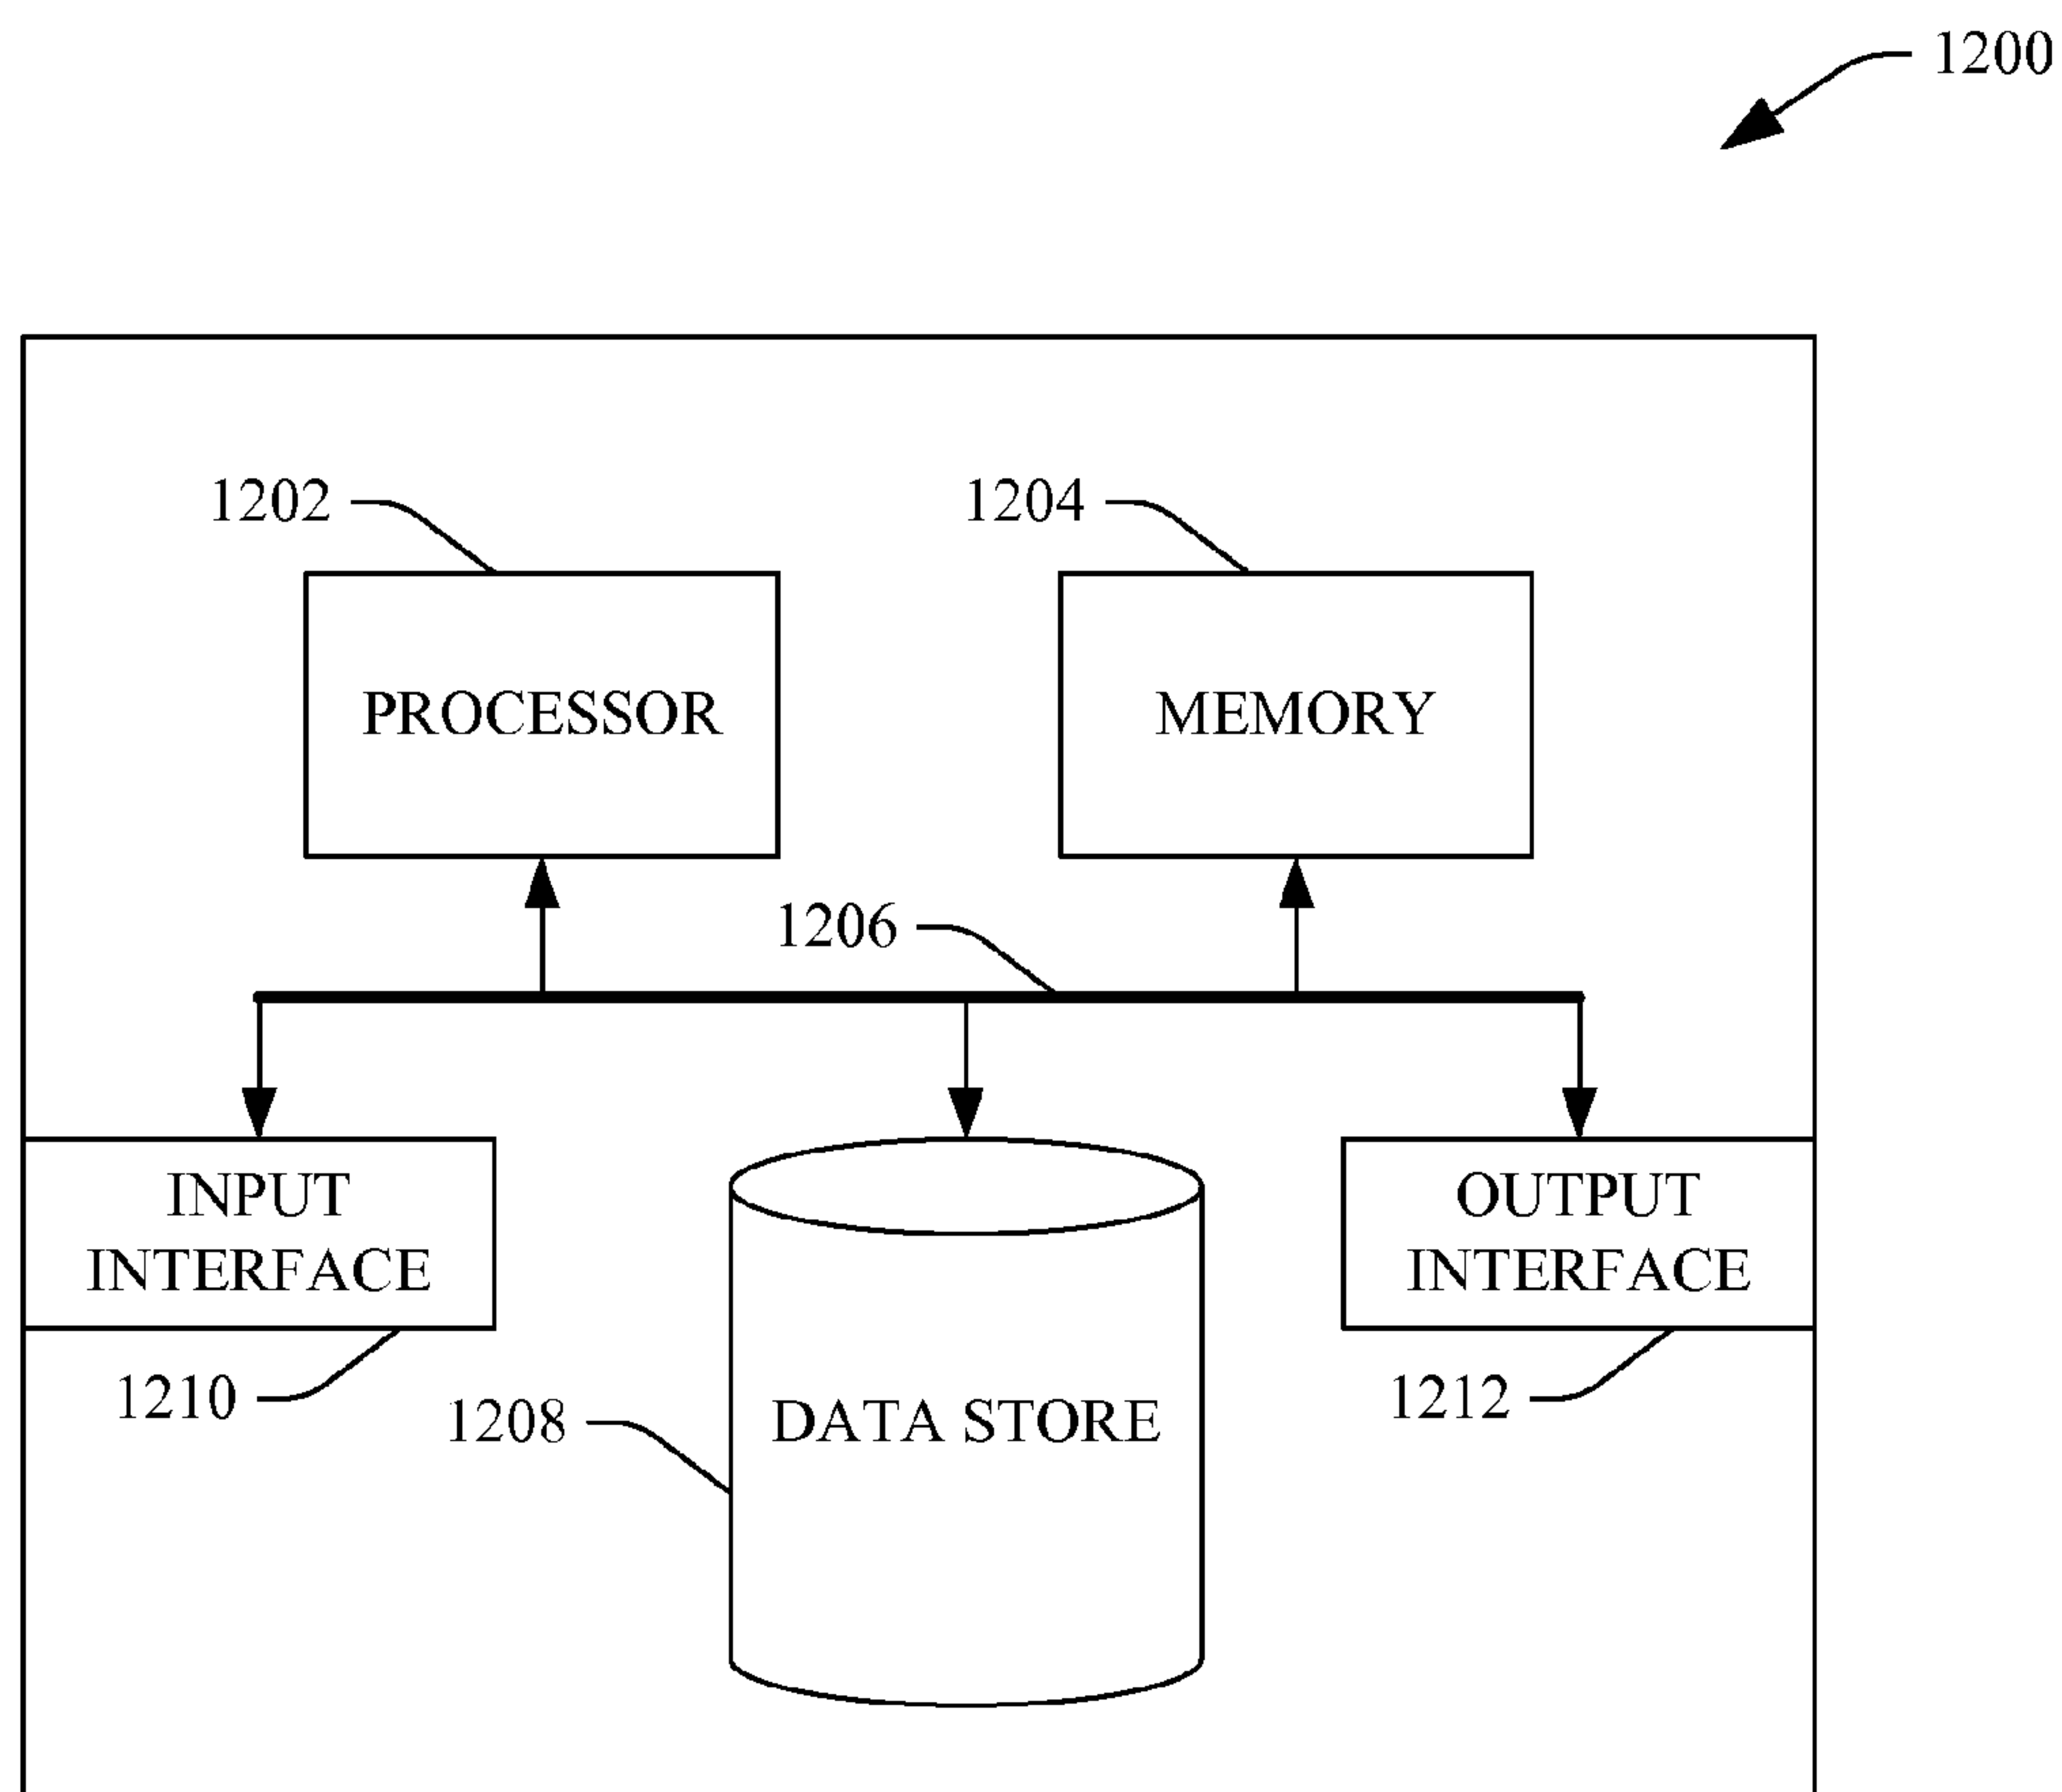 1200
1202
1204
PROCESSOR
MEMORY
1206
INPUT
INTERFACE
OUTPUT
INTERFACE
1210
1208
DATA STORE
1212